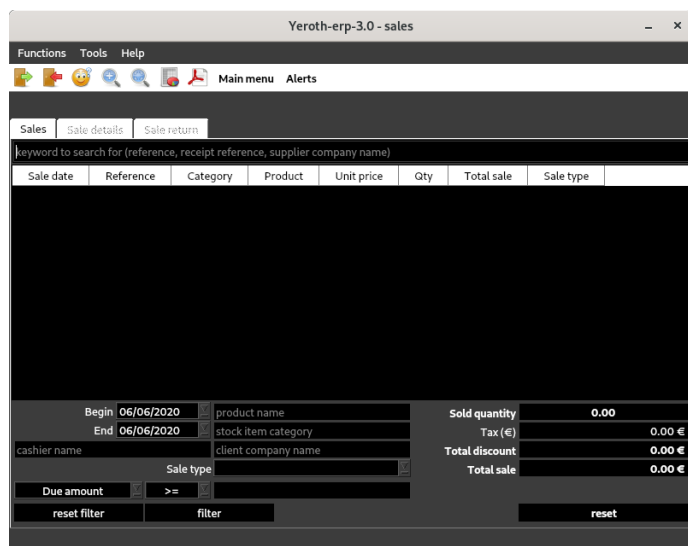 Yeroth-erp-3.0 - sales
Functions Tools Help
Main menu Alerts
Sales Sale details Sale return
keyword to search for (reference, receipt reference, supplier company name)
Sale date Reference Category Product Unit price Qty Total sale Sale type
Begin 06/06/2020 product name Sold quantity 0.00
End 06/06/2020 stock item category Tax (€) 0.00 €
cashier name client company name Total discount 0.00 €
Sale type Total sale 0.00 €
Due amount >=
reset filter filter reset